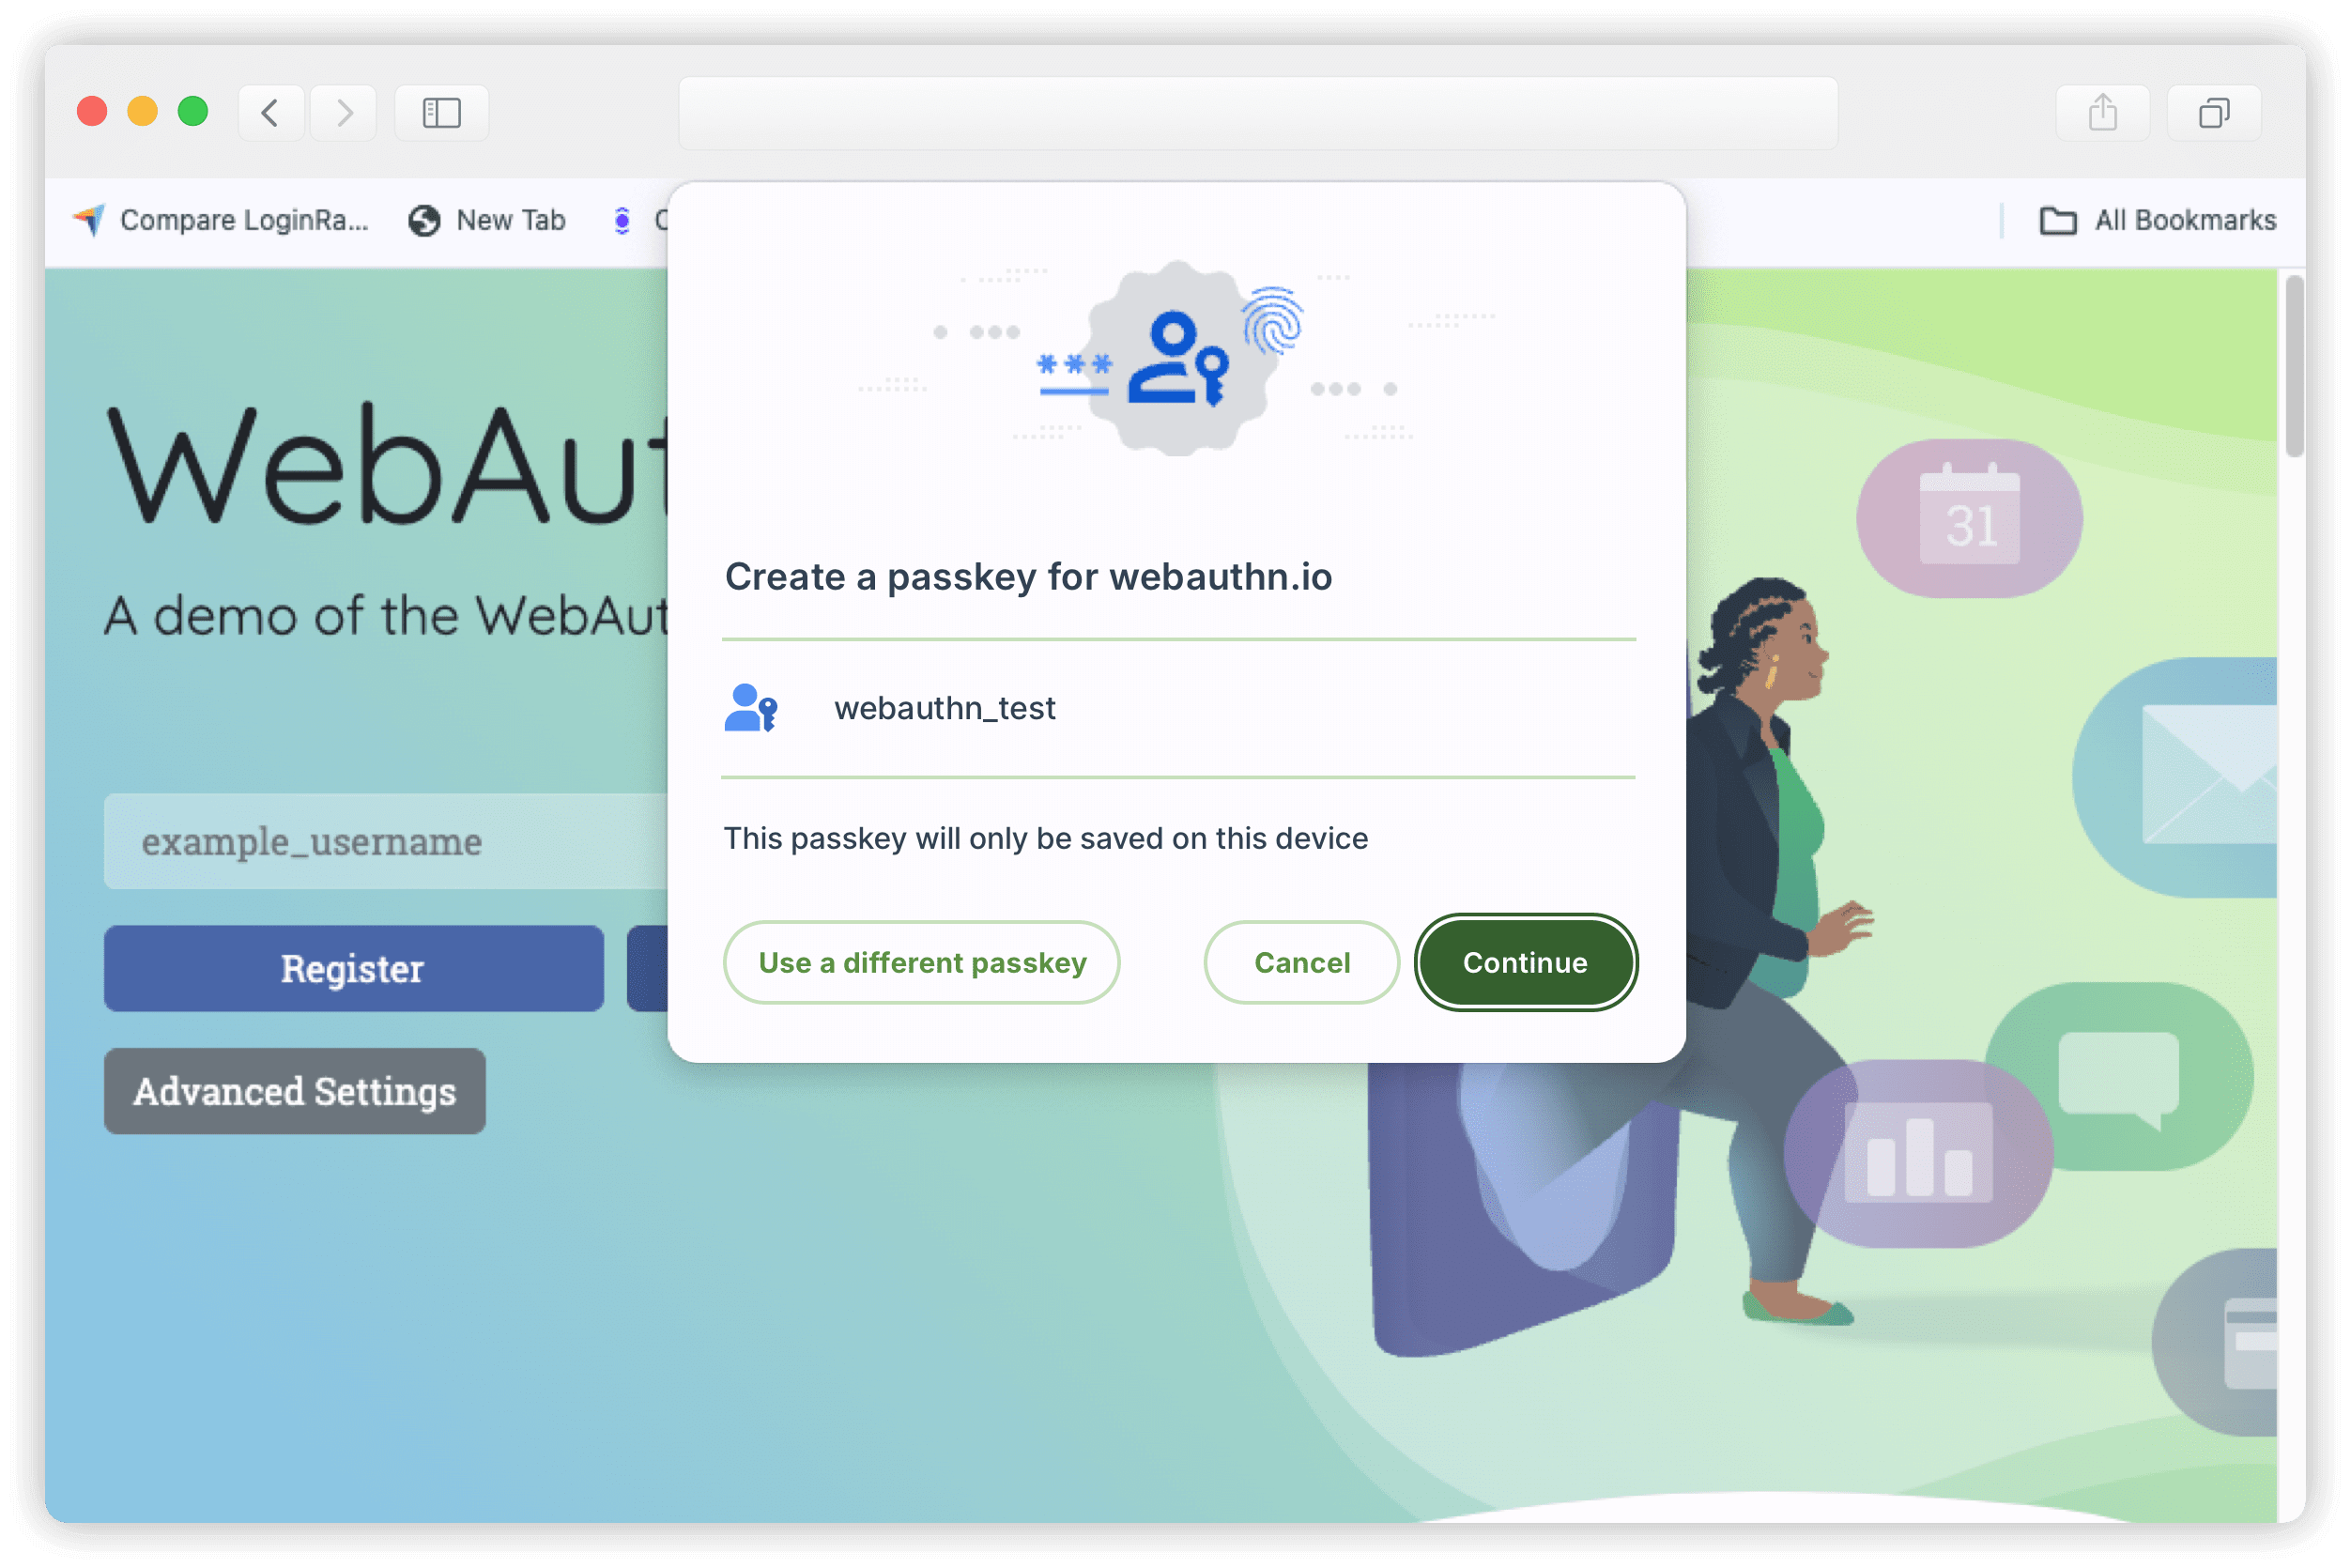 Compare LoginRa...
New Tab
All Bookmarks
31
WebAut
A demo of the WebAut
***
Create a passkey for webauthn.io
webauthn_test
This passkey will only be saved on this device
Use a different passkey
Cancel
Continue
example_username
Register
Advanced Settings